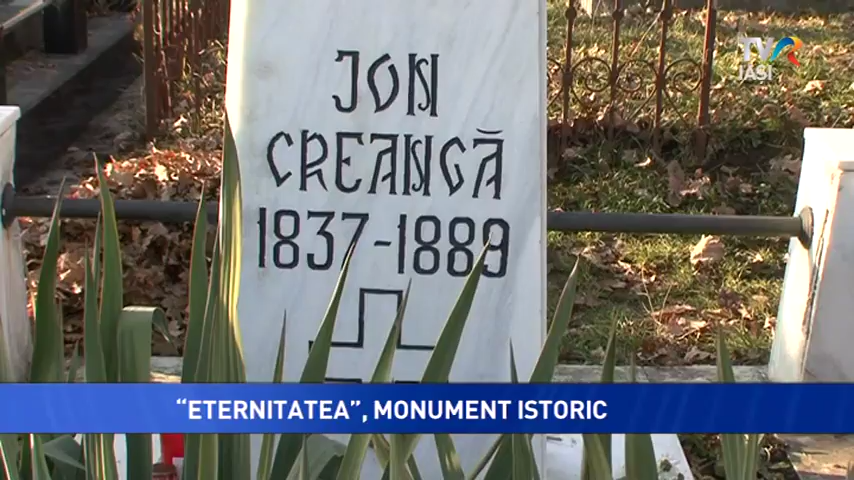 TVR
IAȘI
ION
CREANGĂ
1837-1889
“ETERNITATEA”, MONUMENT ISTORIC